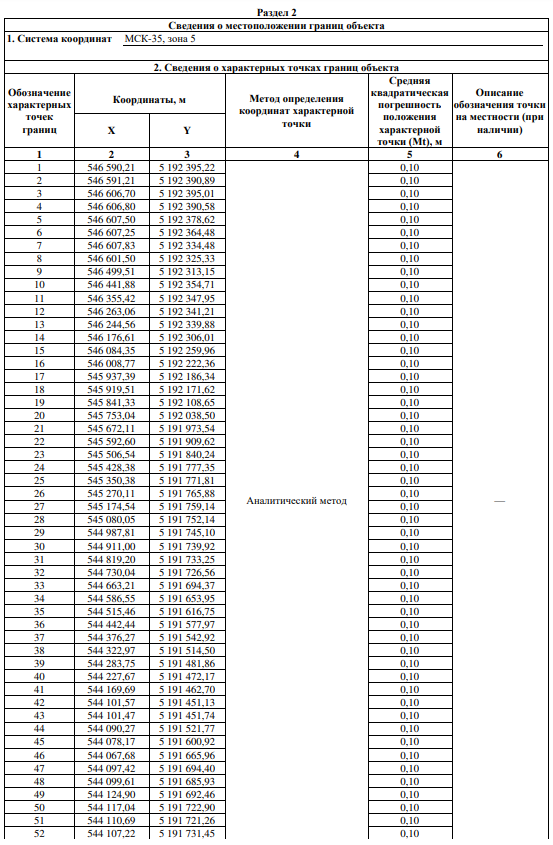 Раздел 2
Сведения о местоположении границ объекта
1. Система координат МСК-35, зона 5
2. Сведения о характерных точках границ объекта
Обозначение характерных точек границ
Координаты, м
X
Y
Метод определения координат характерной точки
Средняя квадратическая погрешность положения характерной точки (Mt), м
Описание обозначения точки на местности (при наличии)
1 2 3 4 5 6
1 546 590,21 5 192 395,22 0,10
2 546 591,21 5 192 390,89 0,10
3 546 606,70 5 192 395,01 0,10
4 546 606,80 5 192 390,58 0,10
5 546 607,50 5 192 378,62 0,10
6 546 607,25 5 192 364,48 0,10
7 546 607,83 5 192 334,48 0,10
8 546 601,50 5 192 325,33 0,10
9 546 499,51 5 192 313,15 0,10
10 546 441,88 5 192 354,71 0,10
11 546 355,42 5 192 347,95 0,10
12 546 263,06 5 192 341,21 0,10
13 546 244,56 5 192 339,88 0,10
14 546 176,61 5 192 306,01 0,10
15 546 084,35 5 192 259,96 0,10
16 546 008,77 5 192 222,36 0,10
17 545 937,39 5 192 186,34 0,10
18 545 919,51 5 192 171,62 0,10
19 545 841,33 5 192 108,65 0,10
20 545 753,04 5 192 038,50 0,10
21 545 672,11 5 191 973,54 0,10
22 545 592,60 5 191 909,62 0,10
23 545 506,54 5 191 840,24 0,10
24 545 428,38 5 191 777,35 0,10
25 545 350,38 5 191 771,81 0,10
26 545 270,11 5 191 765,88 Аналитический метод 0,10 —
27 545 174,54 5 191 759,14 0,10
28 545 080,05 5 191 752,14 0,10
29 544 987,81 5 191 745,10 0,10
30 544 911,00 5 191 739,92 0,10
31 544 819,20 5 191 733,25 0,10
32 544 730,04 5 191 726,56 0,10
33 544 663,21 5 191 694,37 0,10
34 544 586,55 5 191 653,95 0,10
35 544 515,46 5 191 616,75 0,10
36 544 442,44 5 191 577,97 0,10
37 544 376,27 5 191 542,92 0,10
38 544 322,97 5 191 514,50 0,10
39 544 283,75 5 191 481,86 0,10
40 544 227,67 5 191 472,17 0,10
41 544 169,69 5 191 462,70 0,10
42 544 101,57 5 191 451,13 0,10
43 544 101,47 5 191 451,74 0,10
44 544 090,27 5 191 521,77 0,10
45 544 078,17 5 191 600,92 0,10
46 544 067,68 5 191 665,96 0,10
47 544 097,42 5 191 694,40 0,10
48 544 099,61 5 191 685,93 0,10
49 544 124,90 5 191 692,46 0,10
50 544 117,04 5 191 722,90 0,10
51 544 110,69 5 191 721,26 0,10
52 544 107,22 5 191 731,45 0,10